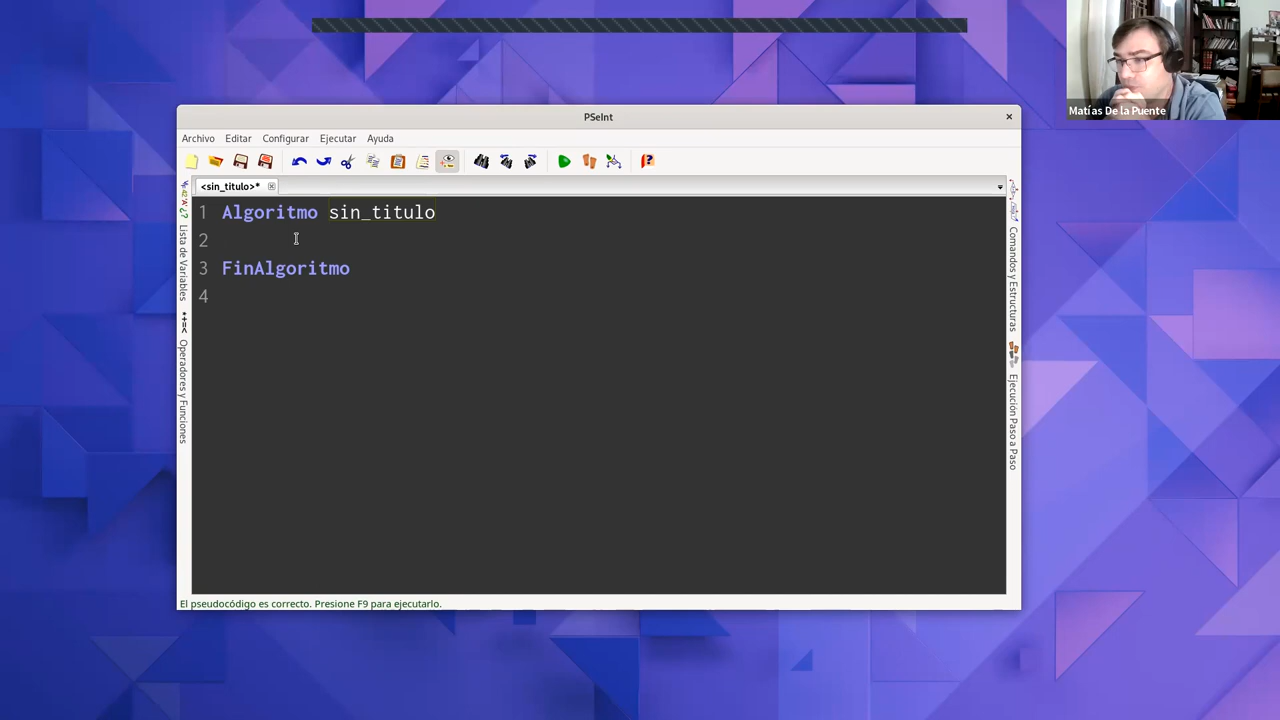 Matías De la Puente
PSeInt
Archivo Editar Configurar Ejecutar Ayuda
<sin_titulo>*
1 Algoritmo sin_titulo
2
3 FinAlgoritmo
4
Lista de Variables
*+=< Operadores y Funciones
Comandos y Estructuras
Ejecución Paso a Paso
El pseudocódigo es correcto. Presione F9 para ejecutarlo.